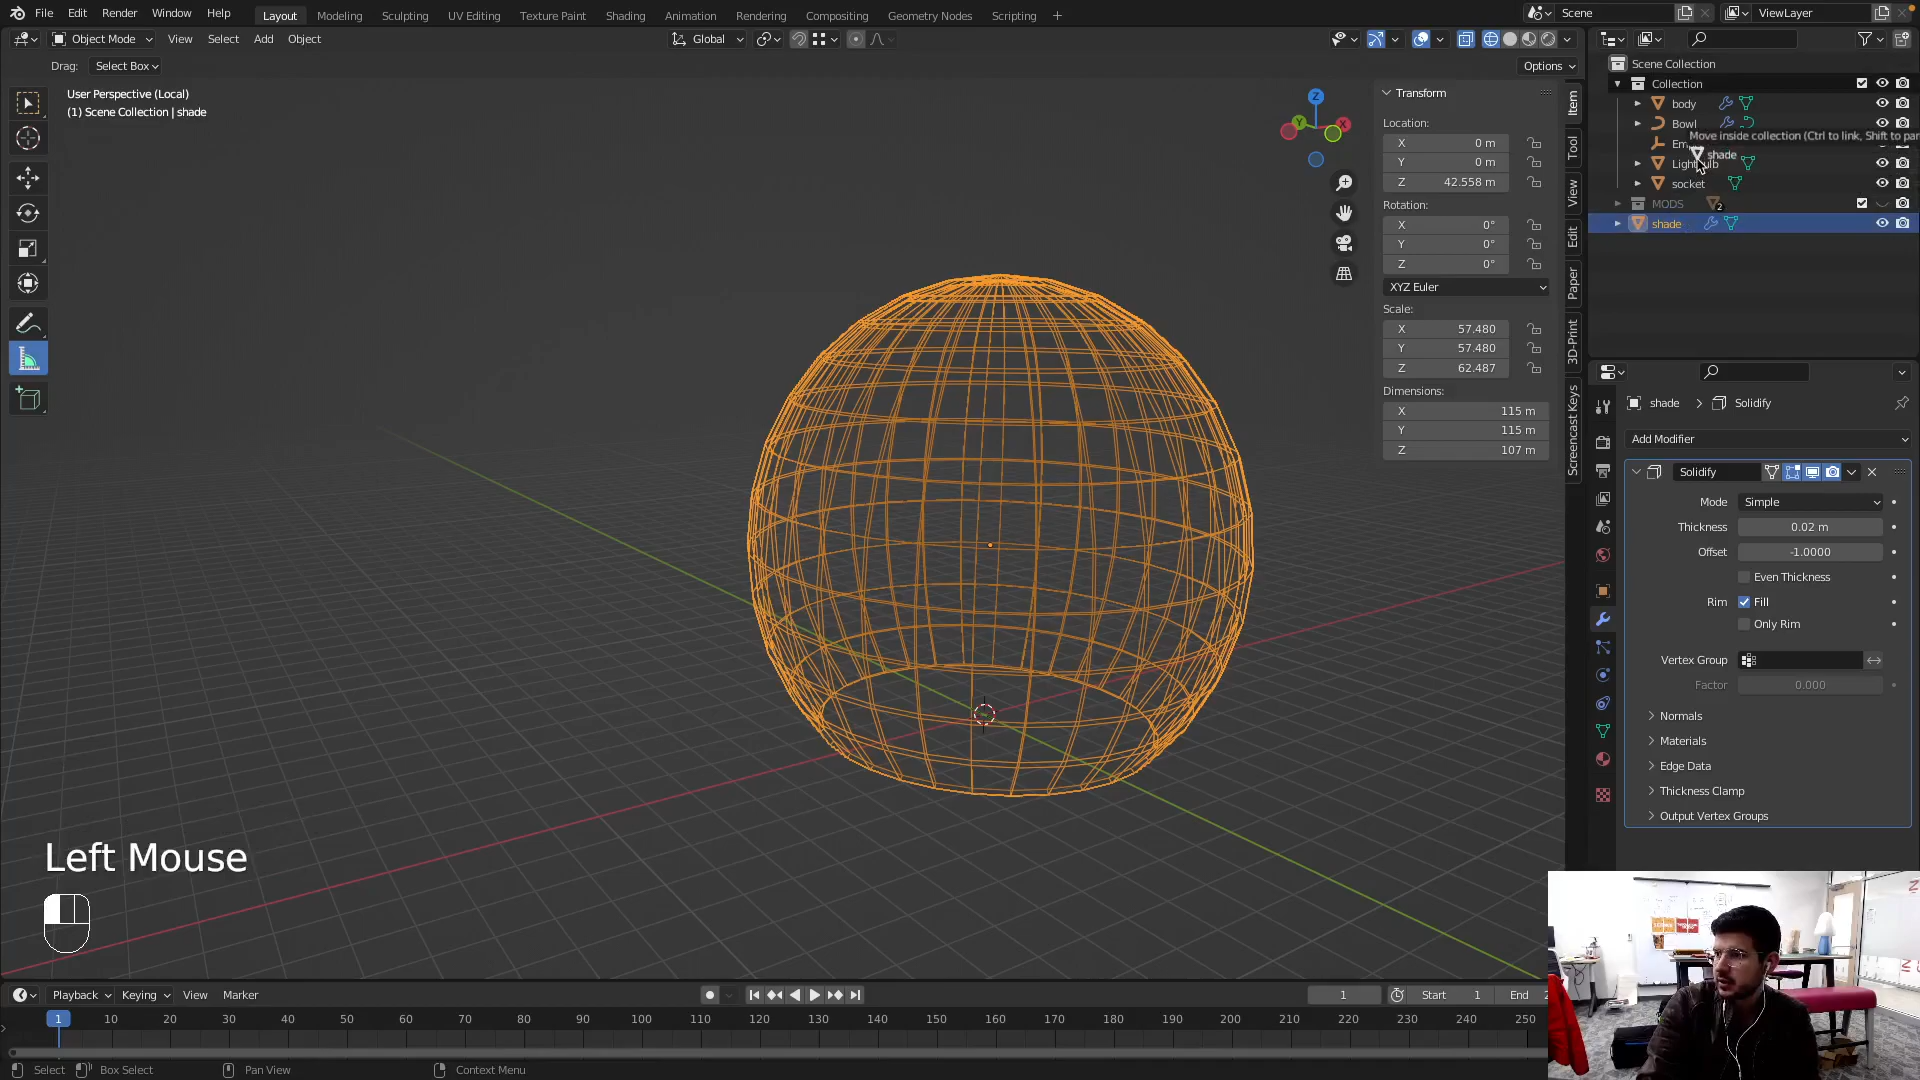 File Edit Render Window Help
Layout Modeling Sculpting UV Editing Texture Paint Shading Animation Rendering Compositing Geometry Nodes Scripting +
Scene
ViewLayer
Object Mode View Select Add Object
Global
Drag: Select Box
Options
User Perspective (Local)
(1) Scene Collection | shade
Z
Y
X
Transform
Location:
X 0 m
Y 0 m
Z 42.558 m
Rotation:
X 0°
Y 0°
Z 0°
XYZ Euler
Scale:
X 57.480
Y 57.480
Z 62.487
Dimensions:
X 115 m
Y 115 m
Z 107 m
Item
Tool
View
Edit
Paper
3D-Print
Screencast Keys
Scene Collection
Collection
body
Bowl
Move inside collection (Ctrl to link, Shift to par
shade
socket
MODS 2
shade
shade > Solidify
Add Modifier
Solidify
Mode Simple
Thickness 0.02 m
Offset -1.0000
Even Thickness
Rim Fill
Only Rim
Vertex Group
Factor 0.000
Normals
Materials
Edge Data
Thickness Clamp
Output Vertex Groups
Left Mouse
Playback Keying View Marker
1 Start 1 End 2
1 10 20 30 40 50 60 70 80 90 100 110 120 130 140 150 160 170 180 190 200 210 220 230 240 250
Select Box Select Pan View Context Menu